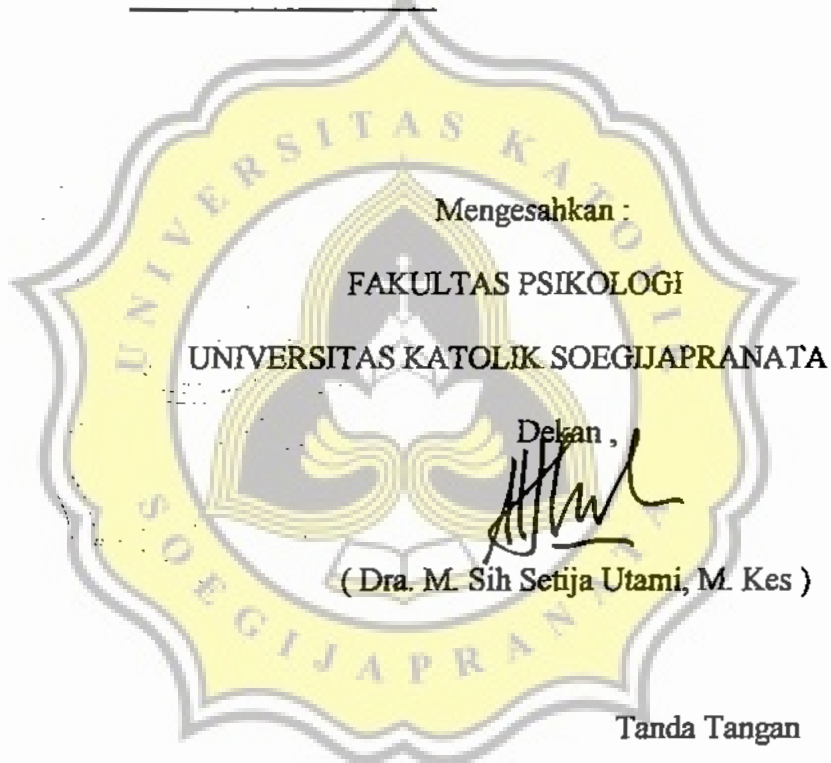 Mengesahkan :
FAKULTAS PSIKOLOGI
UNIVERSITAS KATOLIK SOEGIJAPRANATA
Dekan ,
( Dra. M. Sih Setija Utami, M. Kes )
Tanda Tangan
UNIVERSITAS KATOLIK
SOEGIJAPRANATA